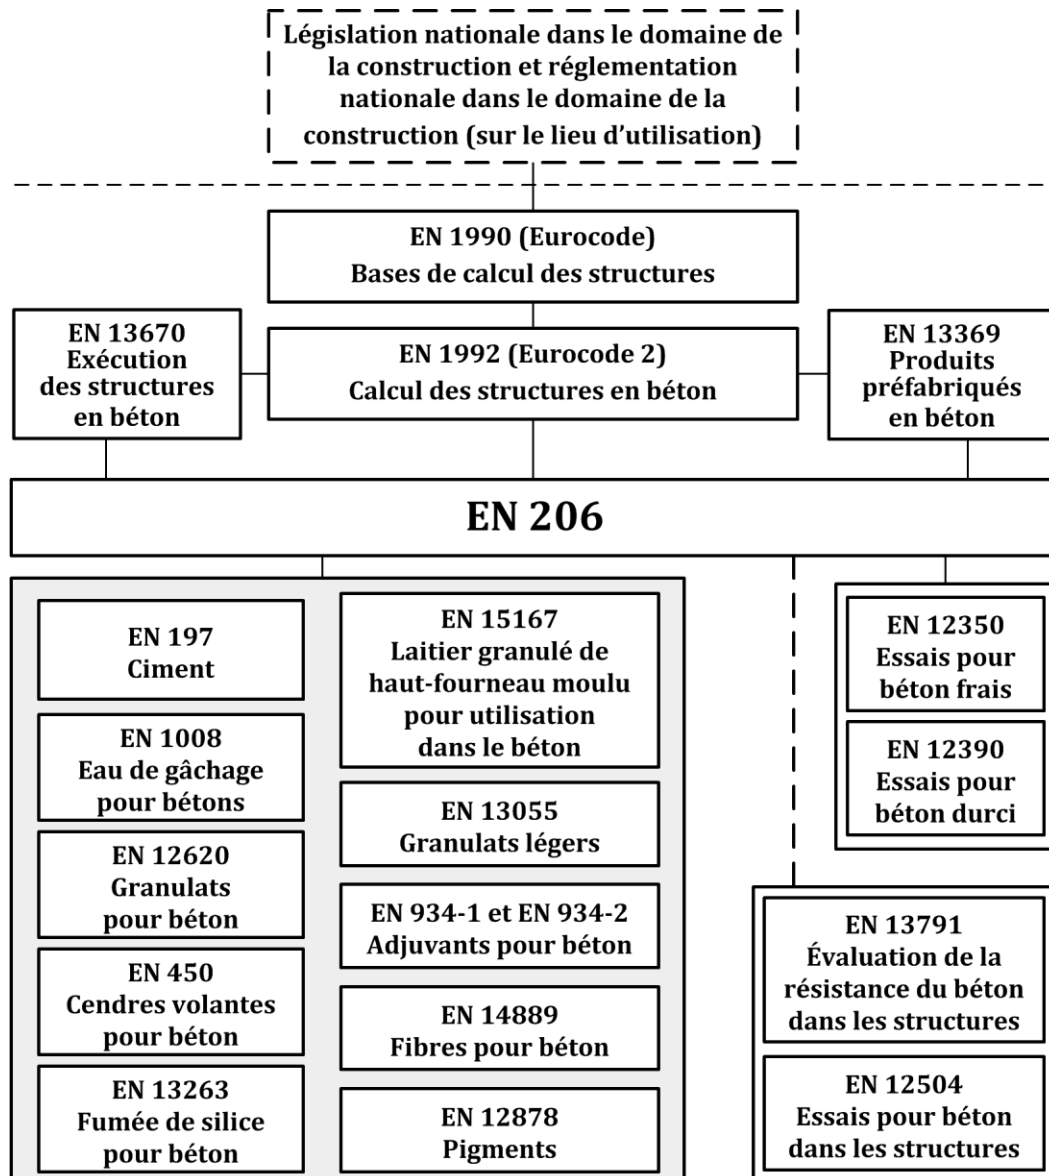 Législation nationale dans le domaine de
la construction et réglementation
nationale dans le domaine de la
construction (sur le lieu d'utilisation)
EN 1990 (Eurocode)
Bases de calcul des structures
EN 13670
Exécution
des structures
en béton
EN 1992 (Eurocode 2)
Calcul des structures en béton
EN 13369
Produits
préfabriqués
en béton
EN 206
EN 197
Ciment
EN 1008
Eau de gâchage
pour bétons
EN 12620
Granulats
pour béton
EN 450
Cendres volantes
pour béton
EN 13263
Fumée de silice
pour béton
EN 15167
Laitier granulé de
haut-fourneau moulu
pour utilisation
dans le béton
EN 13055
Granulats légers
EN 934-1 et EN 934-2
Adjuvants pour béton
EN 14889
Fibres pour béton
EN 12878
Pigments
EN 12350
Essais pour
béton frais
EN 12390
Essais pour
béton durci
EN 13791
Évaluation de la
résistance du béton
dans les structures
EN 12504
Essais pour béton
dans les structures